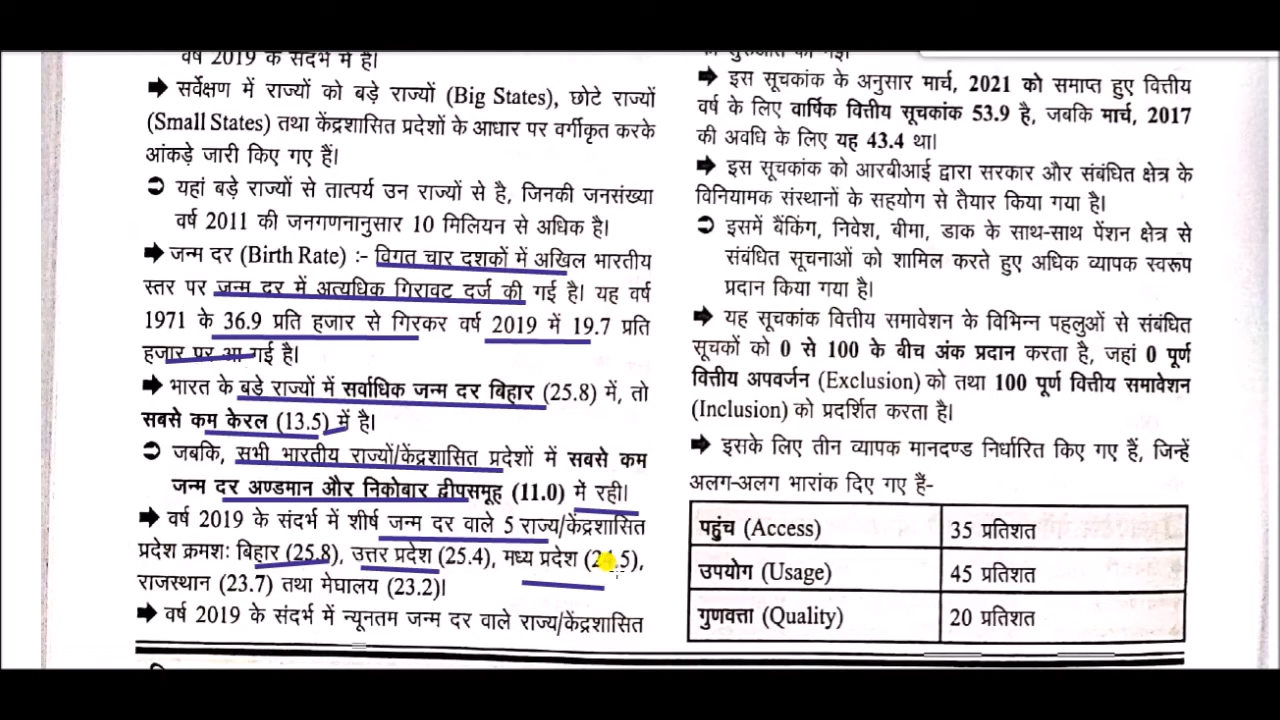 वर्ष 2019 के संदर्भ में है।
➡ सर्वेक्षण में राज्यों को बड़े राज्यों (Big States), छोटे राज्यों
(Small States) तथा केंद्रशासित प्रदेशों के आधार पर वर्गीकृत करके
आंकड़े जारी किए गए हैं।
➲ यहां बड़े राज्यों से तात्पर्य उन राज्यों से है, जिनकी जनसंख्या
वर्ष 2011 की जनगणनानुसार 10 मिलियन से अधिक है।
➡ जन्म दर (Birth Rate) :- विगत चार दशकों में अखिल भारतीय
स्तर पर जन्म दर में अत्यधिक गिरावट दर्ज की गई है। यह वर्ष
1971 के 36.9 प्रति हजार से गिरकर वर्ष 2019 में 19.7 प्रति
हजार पर आ गई है।
➡ भारत के बड़े राज्यों में सर्वाधिक जन्म दर बिहार (25.8) में, तो
सबसे कम केरल (13.5) में है।
➲ जबकि, सभी भारतीय राज्यों/केंद्रशासित प्रदेशों में सबसे कम
जन्म दर अण्डमान और निकोबार द्वीपसमूह (11.0) में रही।
➡ वर्ष 2019 के संदर्भ में शीर्ष जन्म दर वाले 5 राज्य/केंद्रशासित
प्रदेश क्रमशः बिहार (25.8), उत्तर प्रदेश (25.4), मध्य प्रदेश (24.5),
राजस्थान (23.7) तथा मेघालय (23.2)।
➡ वर्ष 2019 के संदर्भ में न्यूनतम जन्म दर वाले राज्य/केंद्रशासित
की शुरुआत की गई।
➡ इस सूचकांक के अनुसार मार्च, 2021 को समाप्त हुए वित्तीय
वर्ष के लिए वार्षिक वित्तीय सूचकांक 53.9 है, जबकि मार्च, 2017
की अवधि के लिए यह 43.4 था।
➡ इस सूचकांक को आरबीआई द्वारा सरकार और संबंधित क्षेत्र के
विनियामक संस्थानों के सहयोग से तैयार किया गया है।
➲ इसमें बैंकिंग, निवेश, बीमा, डाक के साथ-साथ पेंशन क्षेत्र से
संबंधित सूचनाओं को शामिल करते हुए अधिक व्यापक स्वरूप
प्रदान किया गया है।
➡ यह सूचकांक वित्तीय समावेशन के विभिन्न पहलुओं से संबंधित
सूचकों को 0 से 100 के बीच अंक प्रदान करता है, जहां 0 पूर्ण
वित्तीय अपवर्जन (Exclusion) को तथा 100 पूर्ण वित्तीय समावेशन
(Inclusion) को प्रदर्शित करता है।
➡ इसके लिए तीन व्यापक मानदण्ड निर्धारित किए गए हैं, जिन्हें
अलग-अलग भारांक दिए गए हैं-
पहुंच (Access) 35 प्रतिशत
उपयोग (Usage) 45 प्रतिशत
गुणवत्ता (Quality) 20 प्रतिशत